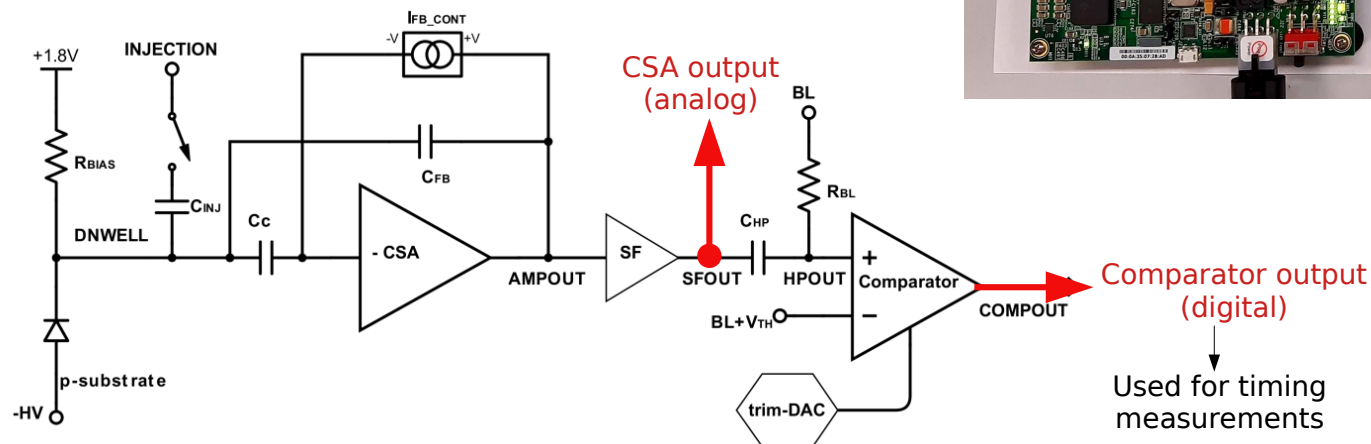 IFB_CONT
-V
+V
+1.8V
INJECTION
CSA output
(analog)
BL
RBIAS
CFB
RBL
CINJ
Cc
CHP
DNWELL
- CSA
SF
+
AMPOUT
SFOUT
HPOUT
Comparator
Comparator output
(digital)
COMPOUT
BL+VTH
−
p-substrate
Used for timing
measurements
-HV
trim-DAC